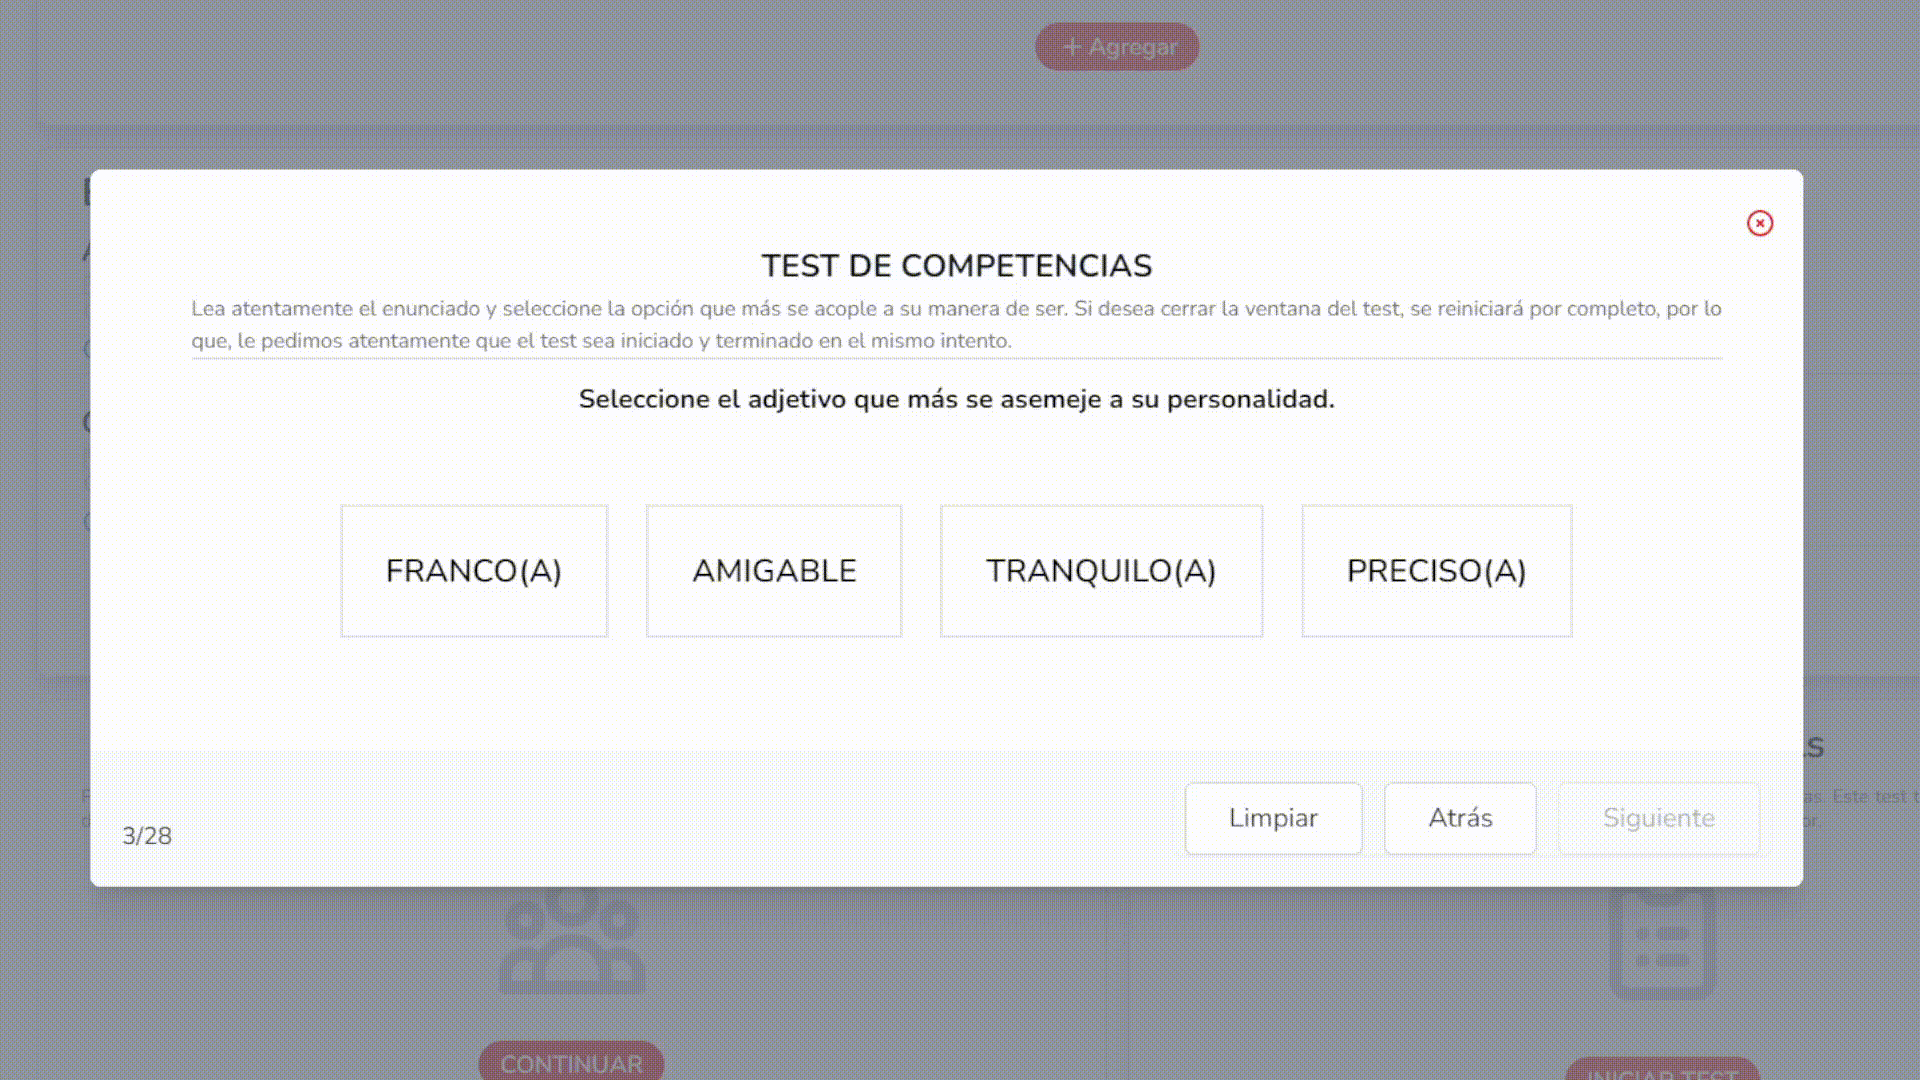 + Agregar
TEST DE COMPETENCIAS
Lea atentamente el enunciado y seleccione la opción que más se acople a su manera de ser. Si desea cerrar la ventana del test, se reiniciará por completo, por lo
que, le pedimos atentamente que el test sea iniciado y terminado en el mismo intento.
Seleccione el adjetivo que más se asemeje a su personalidad.
FRANCO(A)
AMIGABLE
TRANQUILO(A)
PRECISO(A)
Este test
Limpiar
Atrás
Siguiente
3/28
CONTINUAR
INICIAR TEST